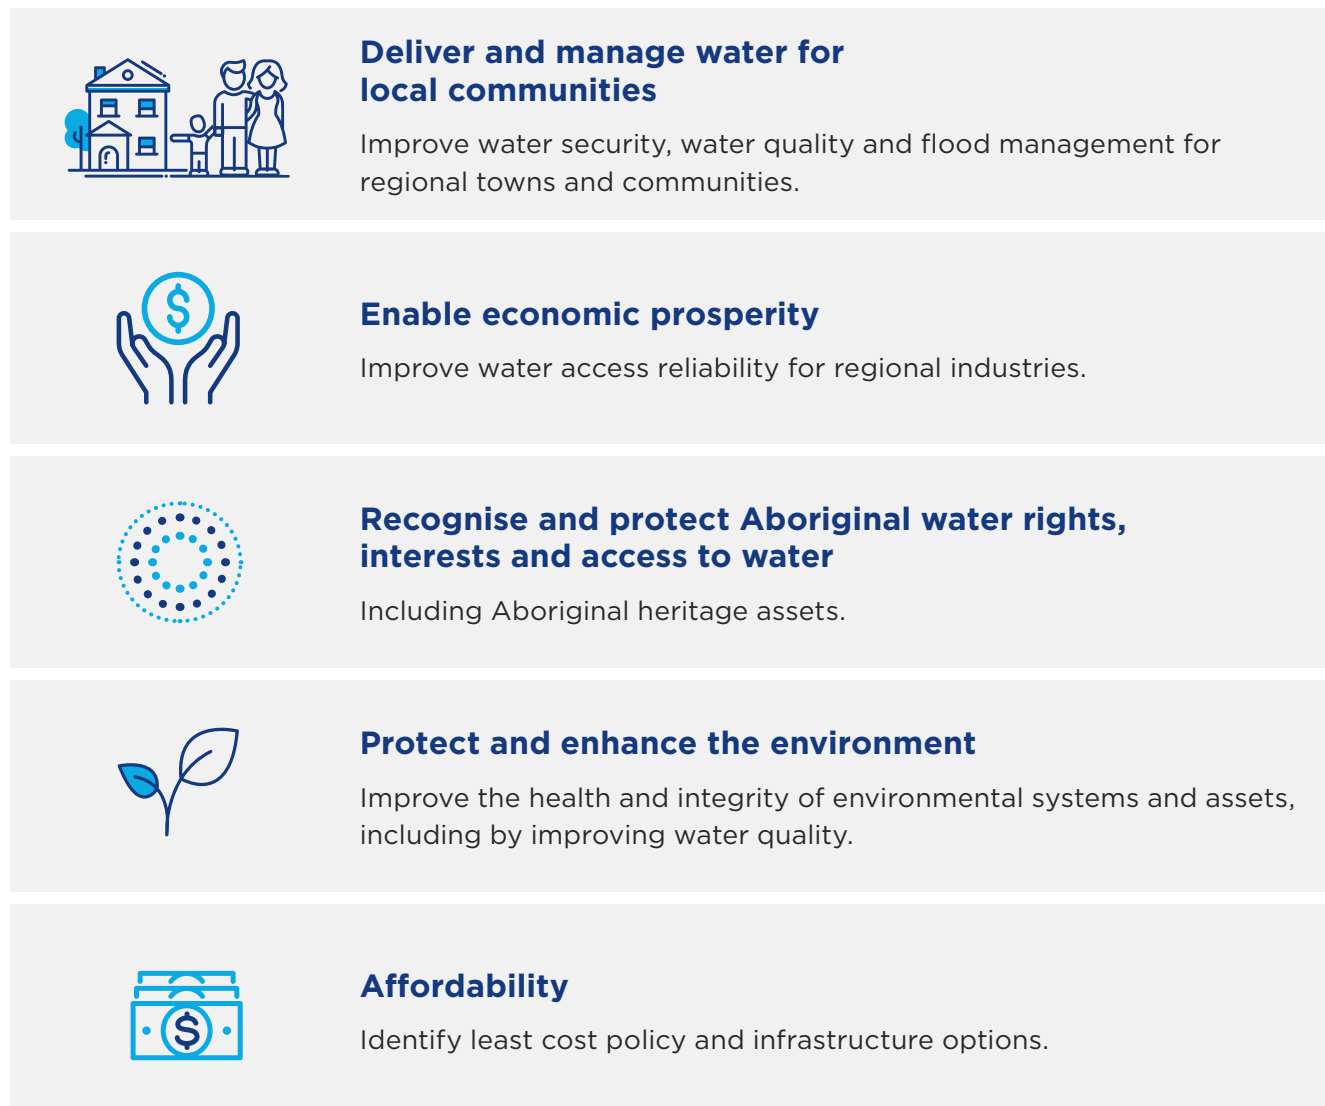 Deliver and manage water for
local communities
Improve water security, water quality and flood management for
regional towns and communities.
$
Enable economic prosperity
Improve water access reliability for regional industries.
Recognise and protect Aboriginal water rights,
interests and access to water
Including Aboriginal heritage assets.
Protect and enhance the environment
Improve the health and integrity of environmental systems and assets,
including by improving water quality.
$
Affordability
Identify least cost policy and infrastructure options.